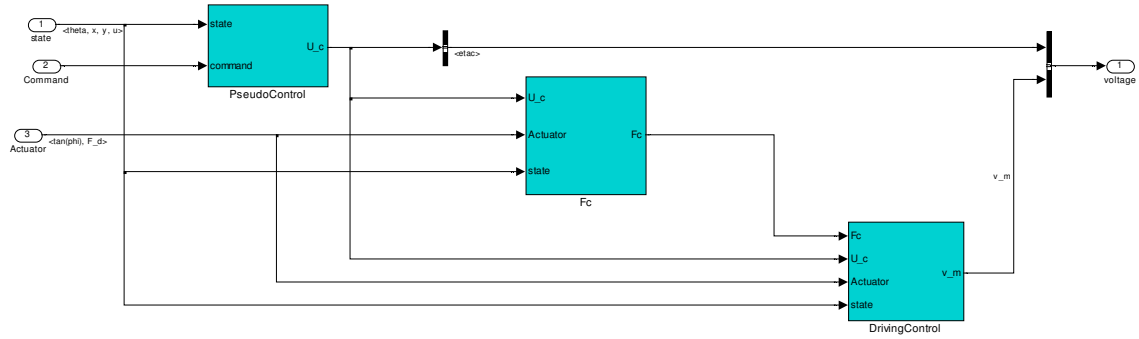 1
state
<theta, x, y, u>
2
Command
state
command
U_c
PseudoControl
<etac>
1
voltage
3
Actuator
<tan(phi), F_d>
U_c
Actuator
state
Fc
Fc
v_m
Fc
U_c
Actuator
state
v_m
DrivingControl